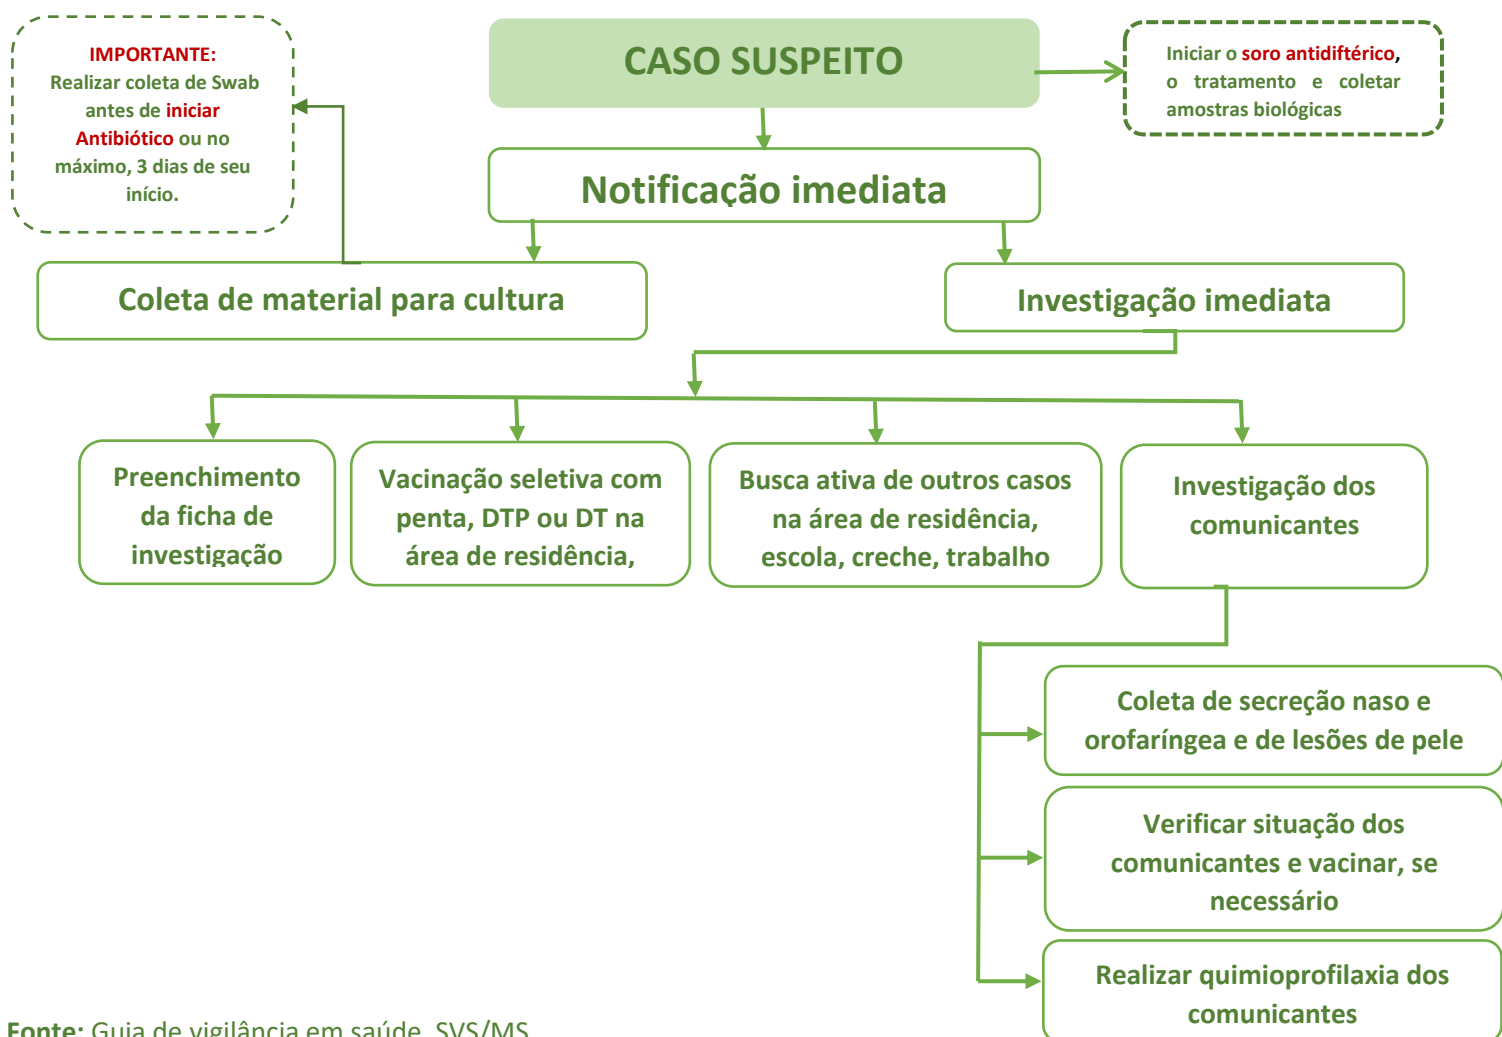 IMPORTANTE:
Realizar coleta de Swab
antes de iniciar
Antibiótico ou no
máximo, 3 dias de seu
início.
CASO SUSPEITO
Iniciar o soro antidiftérico,
o tratamento e coletar
amostras biológicas
Notificação imediata
Coleta de material para cultura
Investigação imediata
Preenchimento
da ficha de
investigação
Vacinação seletiva com
penta, DTP ou DT na
área de residência,
Busca ativa de outros casos
na área de residência,
escola, creche, trabalho
Investigação dos
comunicantes
Coleta de secreção naso e
orofaríngea e de lesões de pele
Verificar situação dos
comunicantes e vacinar, se
necessário
Realizar quimioprofilaxia dos
comunicantes
Fonte: Guia de vigilância em saúde, SVS/MS